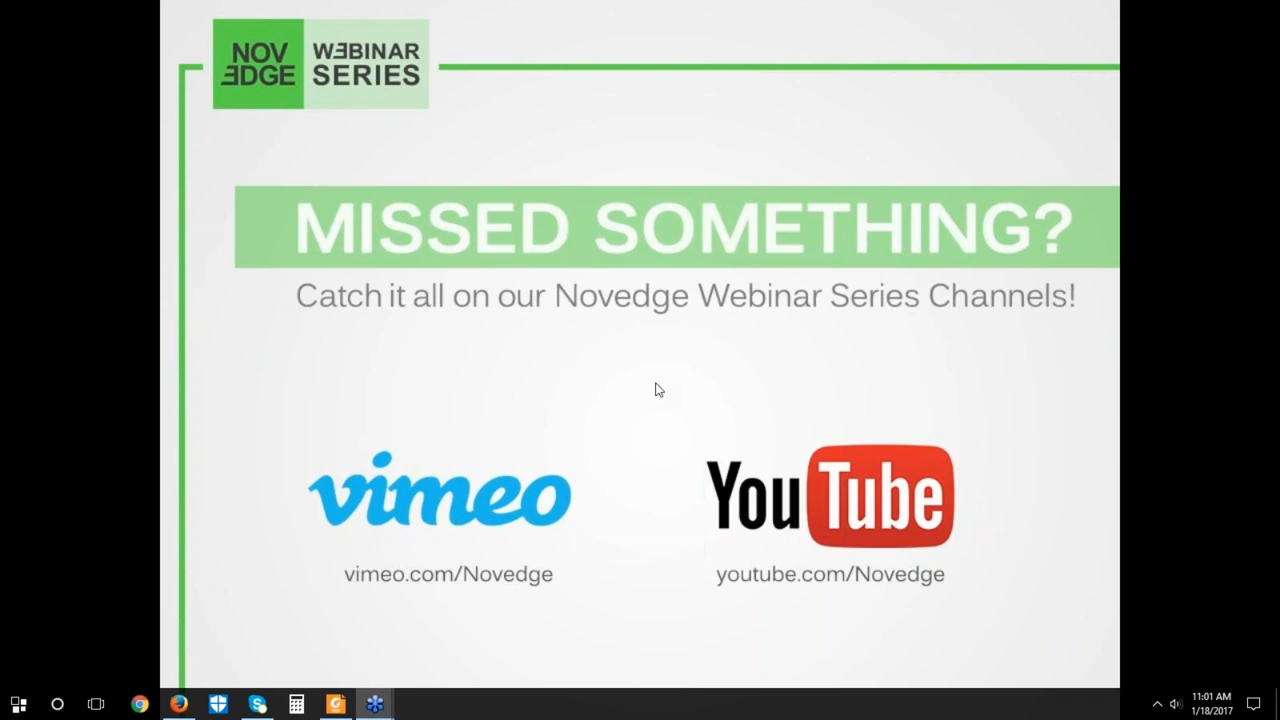 NOV
EDGE
WEBINAR
SERIES
MISSED SOMETHING?
Catch it all on our Novedge Webinar Series Channels!
vimeo
YouTube
vimeo.com/Novedge
youtube.com/Novedge
11:01 AM
1/18/2017